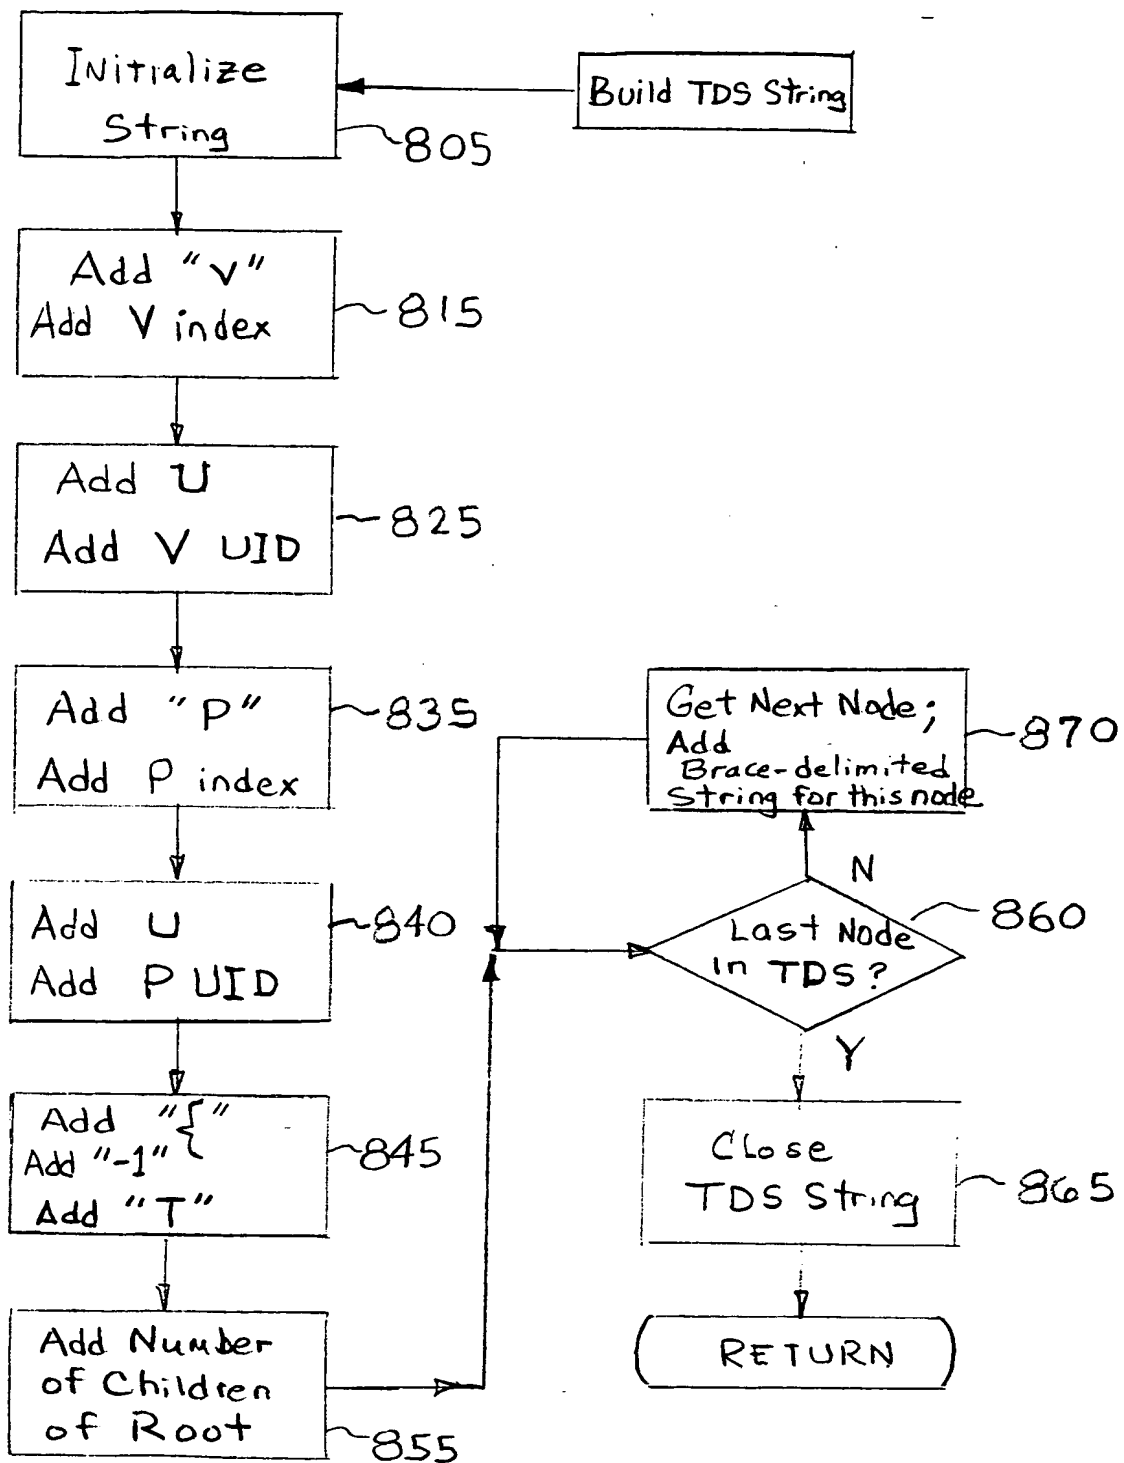 Initialize
String
805
Build TDS String
Add "V"
Add V index
815
Add U
Add V UID
825
Add "P"
Add P index
835
Add U
Add P UID
840
Add "{"
Add "-1"
Add "T"
845
Add Number
of Children
of Root
855
Get Next Node;
Add
Brace-delimited
String for this node
870
N
Last Node
in TDS?
860
Y
Close
TDS String
865
RETURN